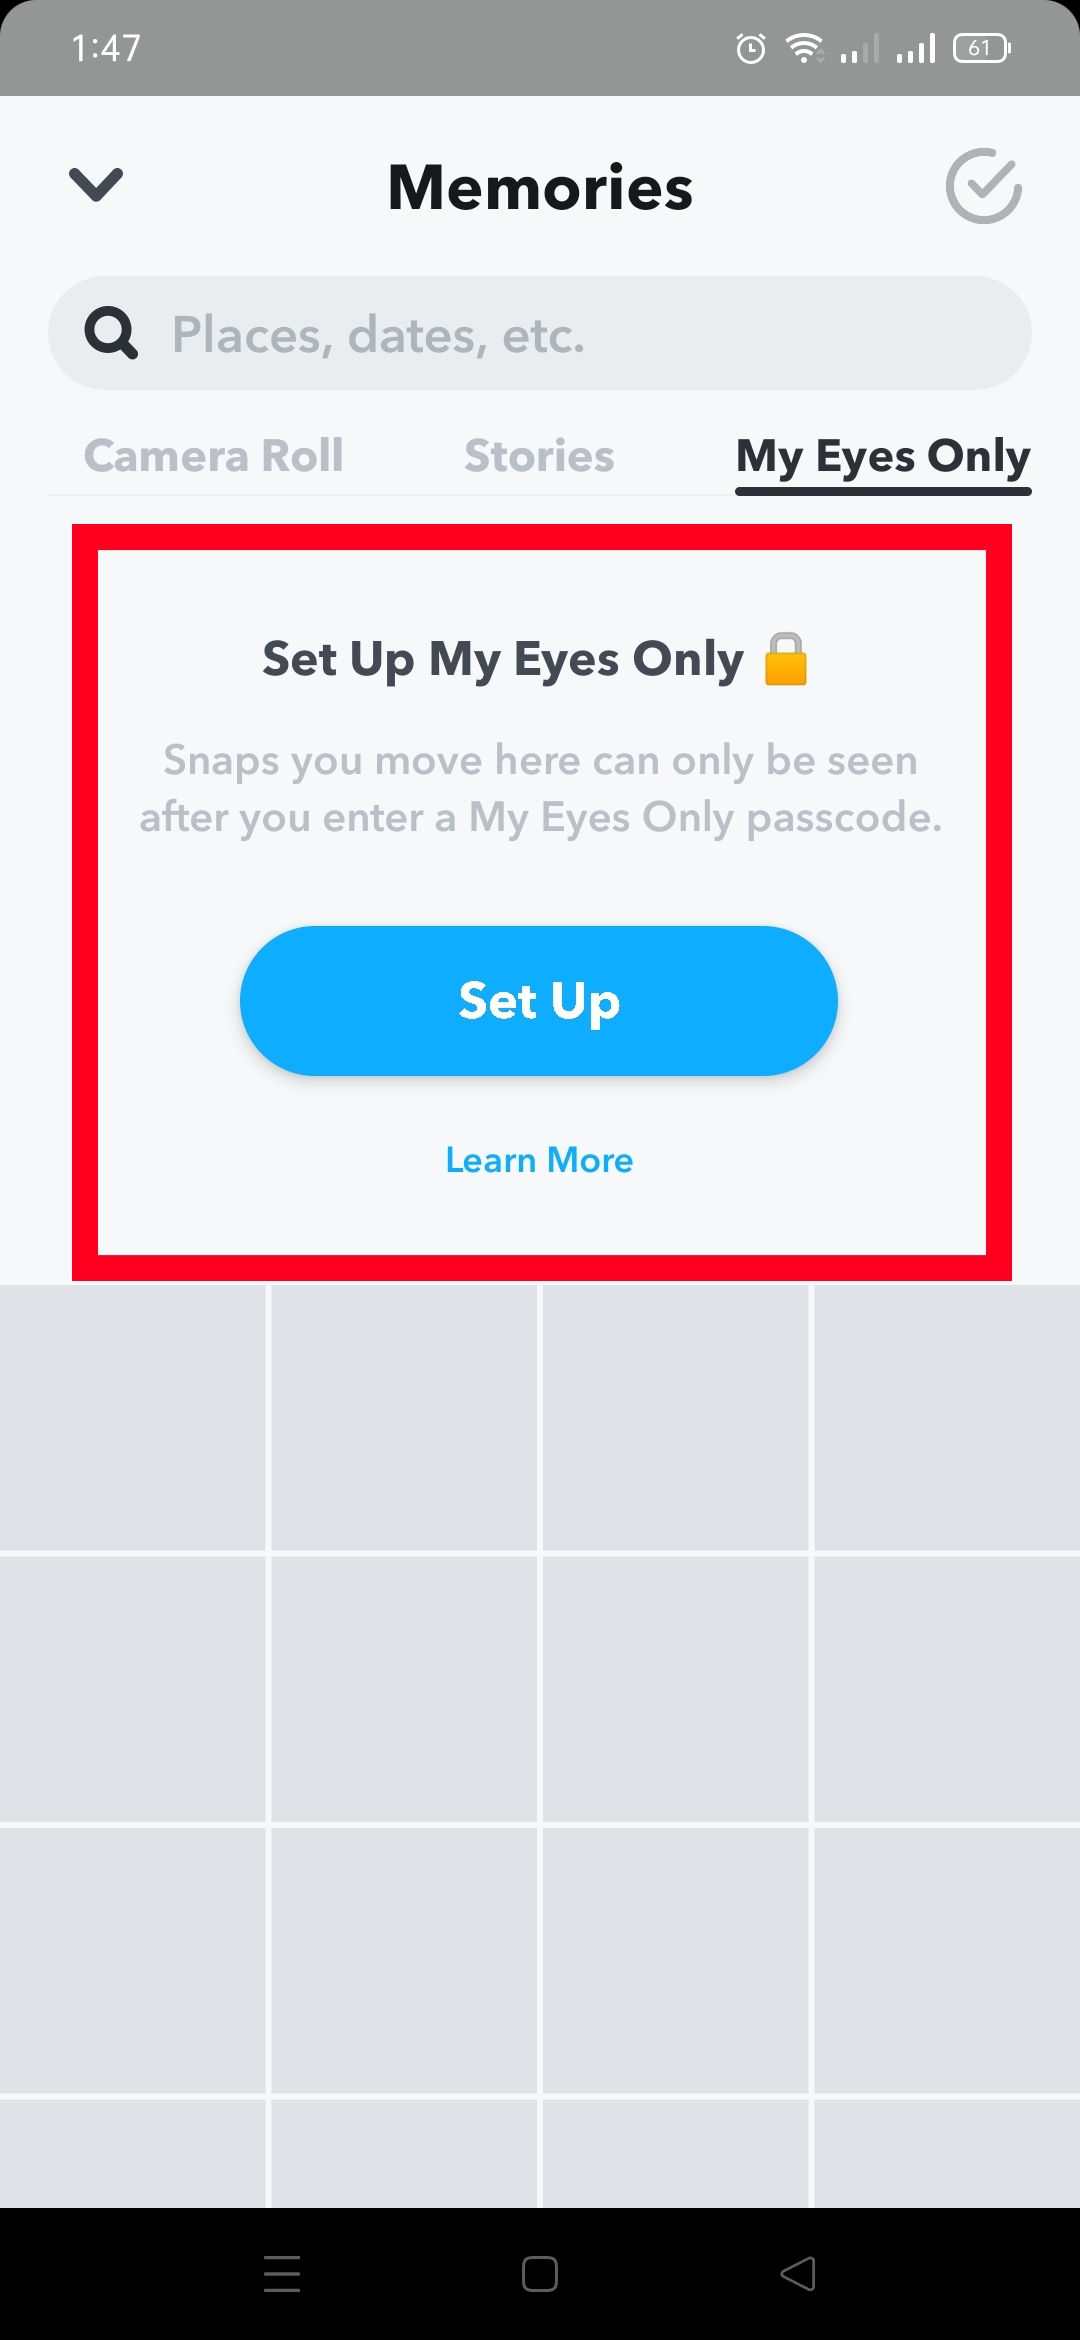 1:47
61
Memories
Places, dates, etc.
Camera Roll Stories My Eyes Only
Set Up My Eyes Only 🔒
Snaps you move here can only be seen
after you enter a My Eyes Only passcode.
Set Up
Learn More